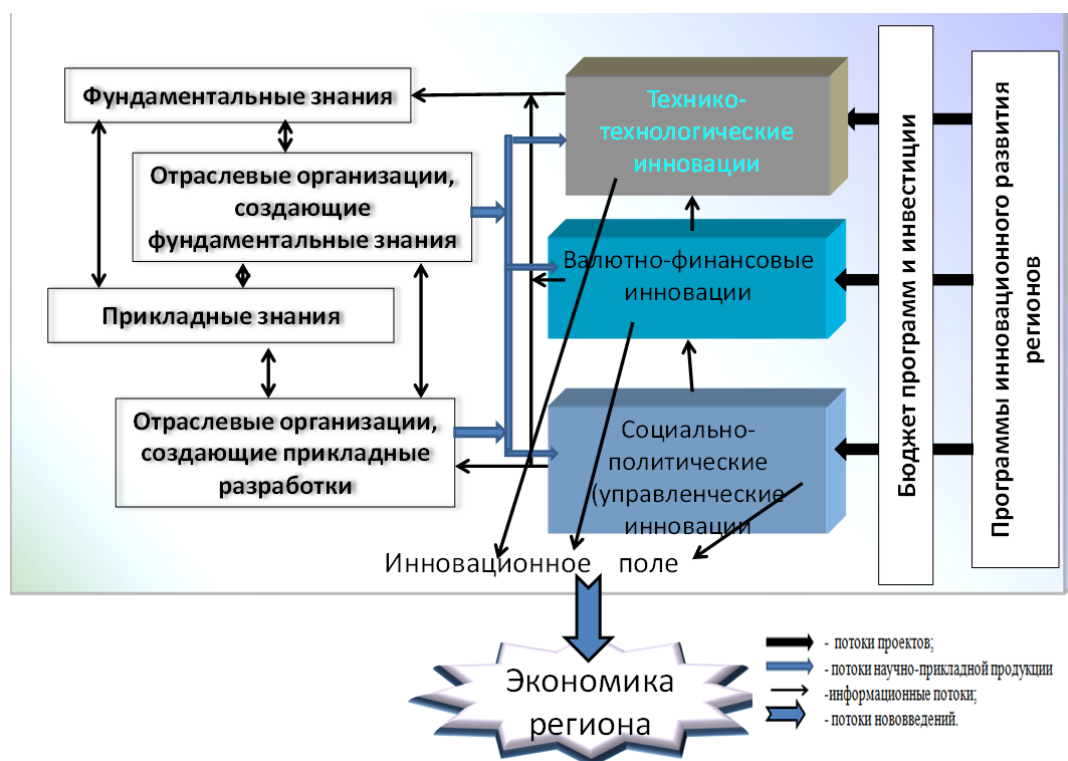 Фундаментальные знания
Отраслевые организации,
создающие
фундаментальные знания
Прикладные знания
Отраслевые организации,
создающие прикладные
разработки
Технико-
технологические
инновации
Валютно-финансовые
инновации
Социально-
политические
(управленческие
инновации
Инновационное поле
Бюджет программ и инвестиции
Программы инновационного развития
регионов
Экономика
региона
- потоки проектов;
- потоки научно-прикладной продукции
-информационные потоки;
- потоки нововведений.